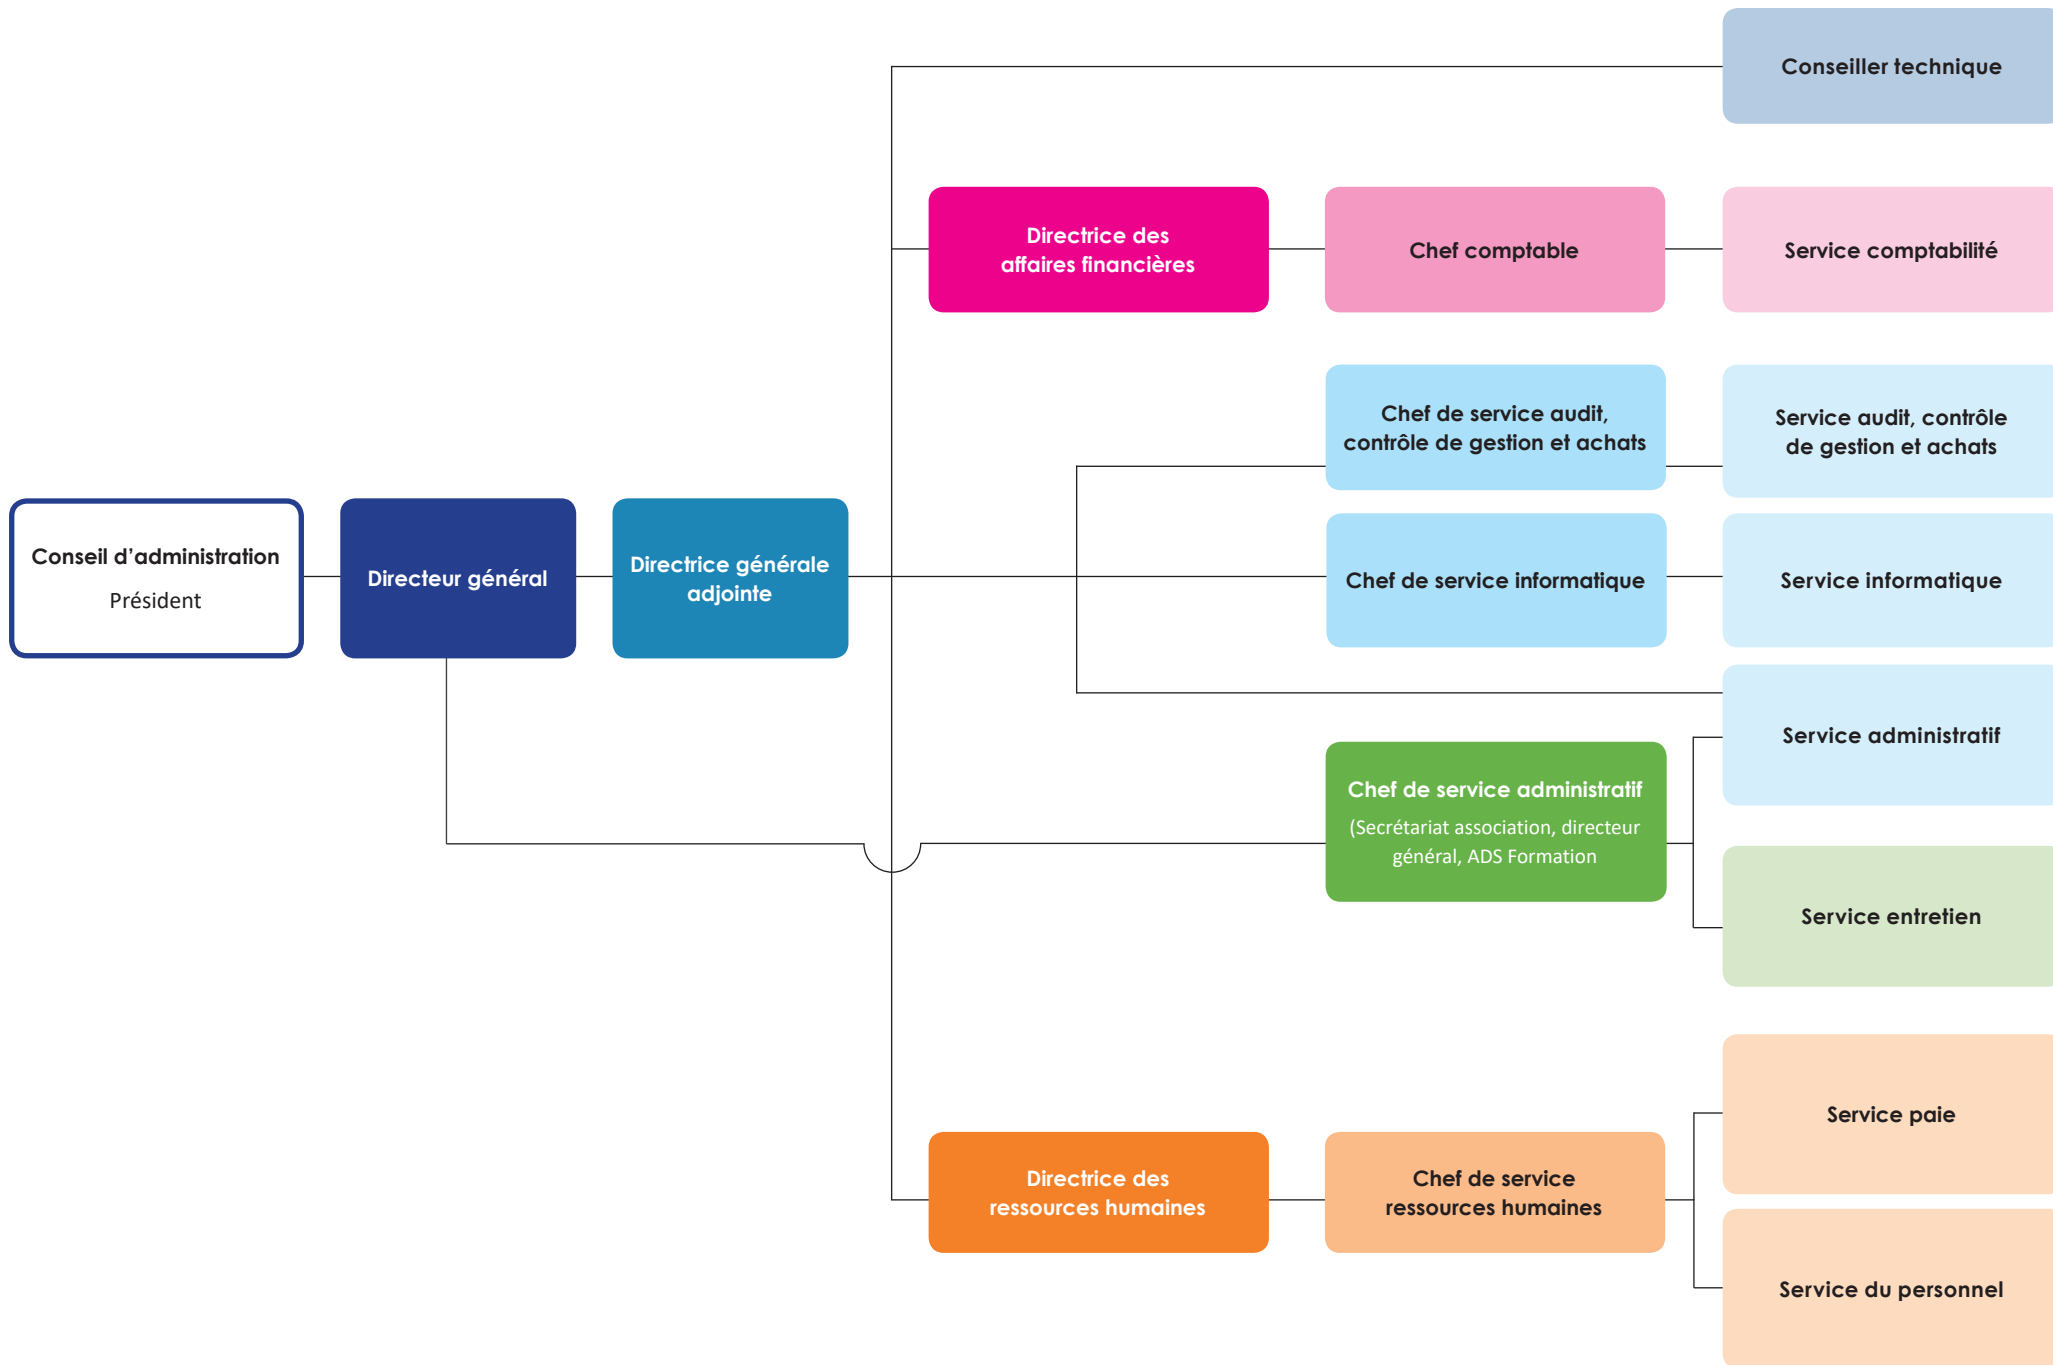 Conseiller technique
Directrice des
affaires financières
Chef comptable
Service comptabilité
Chef de service audit,
contrôle de gestion et achats
Service audit, contrôle
de gestion et achats
Conseil d’administration
Président
Directeur général
Directrice générale
adjointe
Chef de service informatique
Service informatique
Service administratif
Chef de service administratif
(Secrétariat association, directeur
général, ADS Formation
Service entretien
Service paie
Directrice des
ressources humaines
Chef de service
ressources humaines
Service du personnel